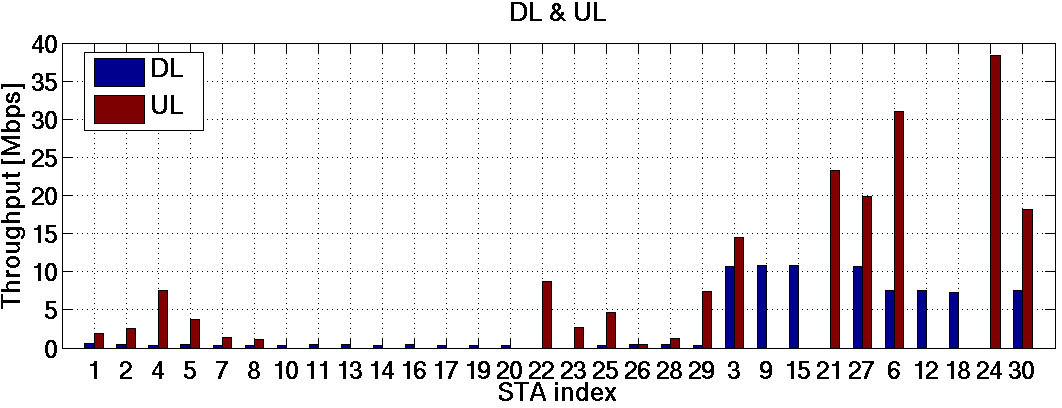 DL & UL
40
35
30
25
20
15
10
5
0
Throughput [Mbps]
DL
UL
1 2 4 5 7 8 10 11 13 14 16 17 19 20 22 23 25 26 28 29 3 9 15 21 27 6 12 18 24 30
STA index